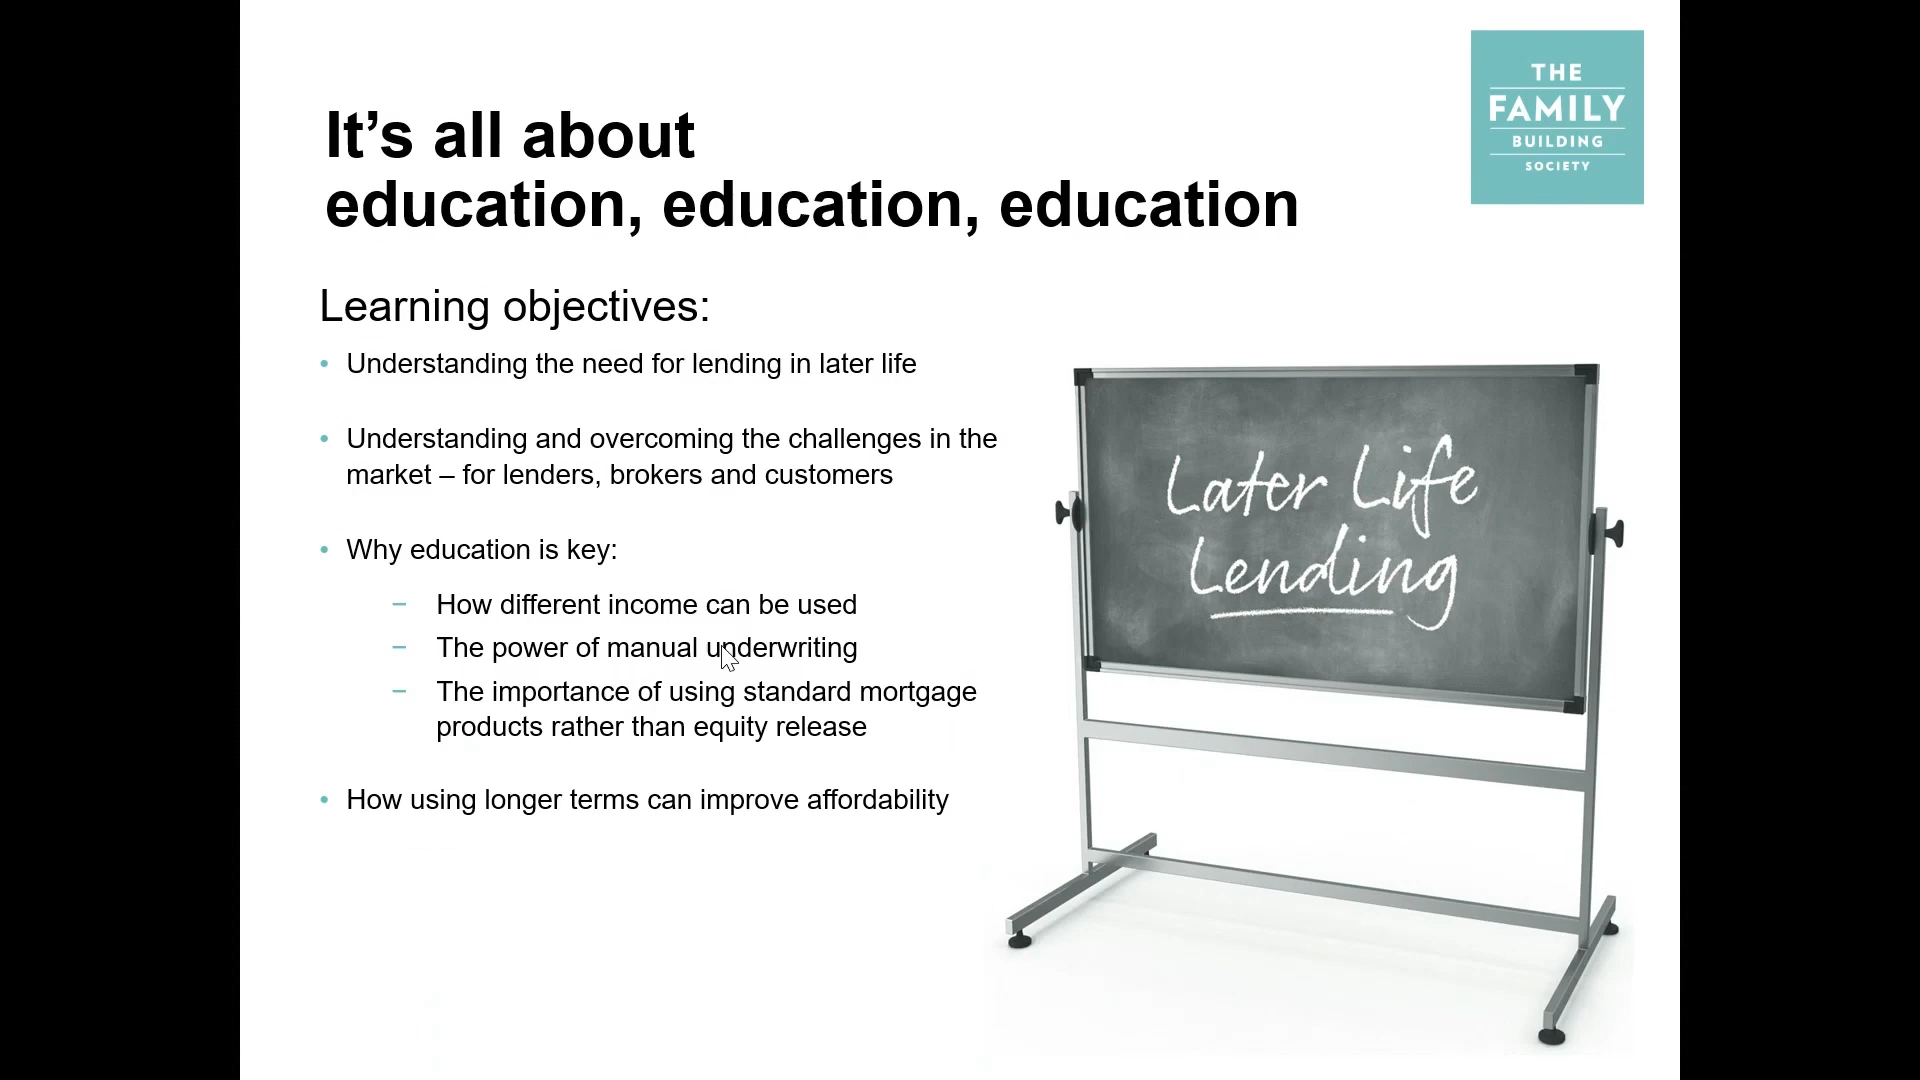 THE
FAMILY
BUILDING
SOCIETY
It’s all about
education, education, education
Learning objectives:
• Understanding the need for lending in later life
• Understanding and overcoming the challenges in the
market – for lenders, brokers and customers
• Why education is key:
– How different income can be used
– The power of manual underwriting
– The importance of using standard mortgage
products rather than equity release
• How using longer terms can improve affordability
Later Life
Lending